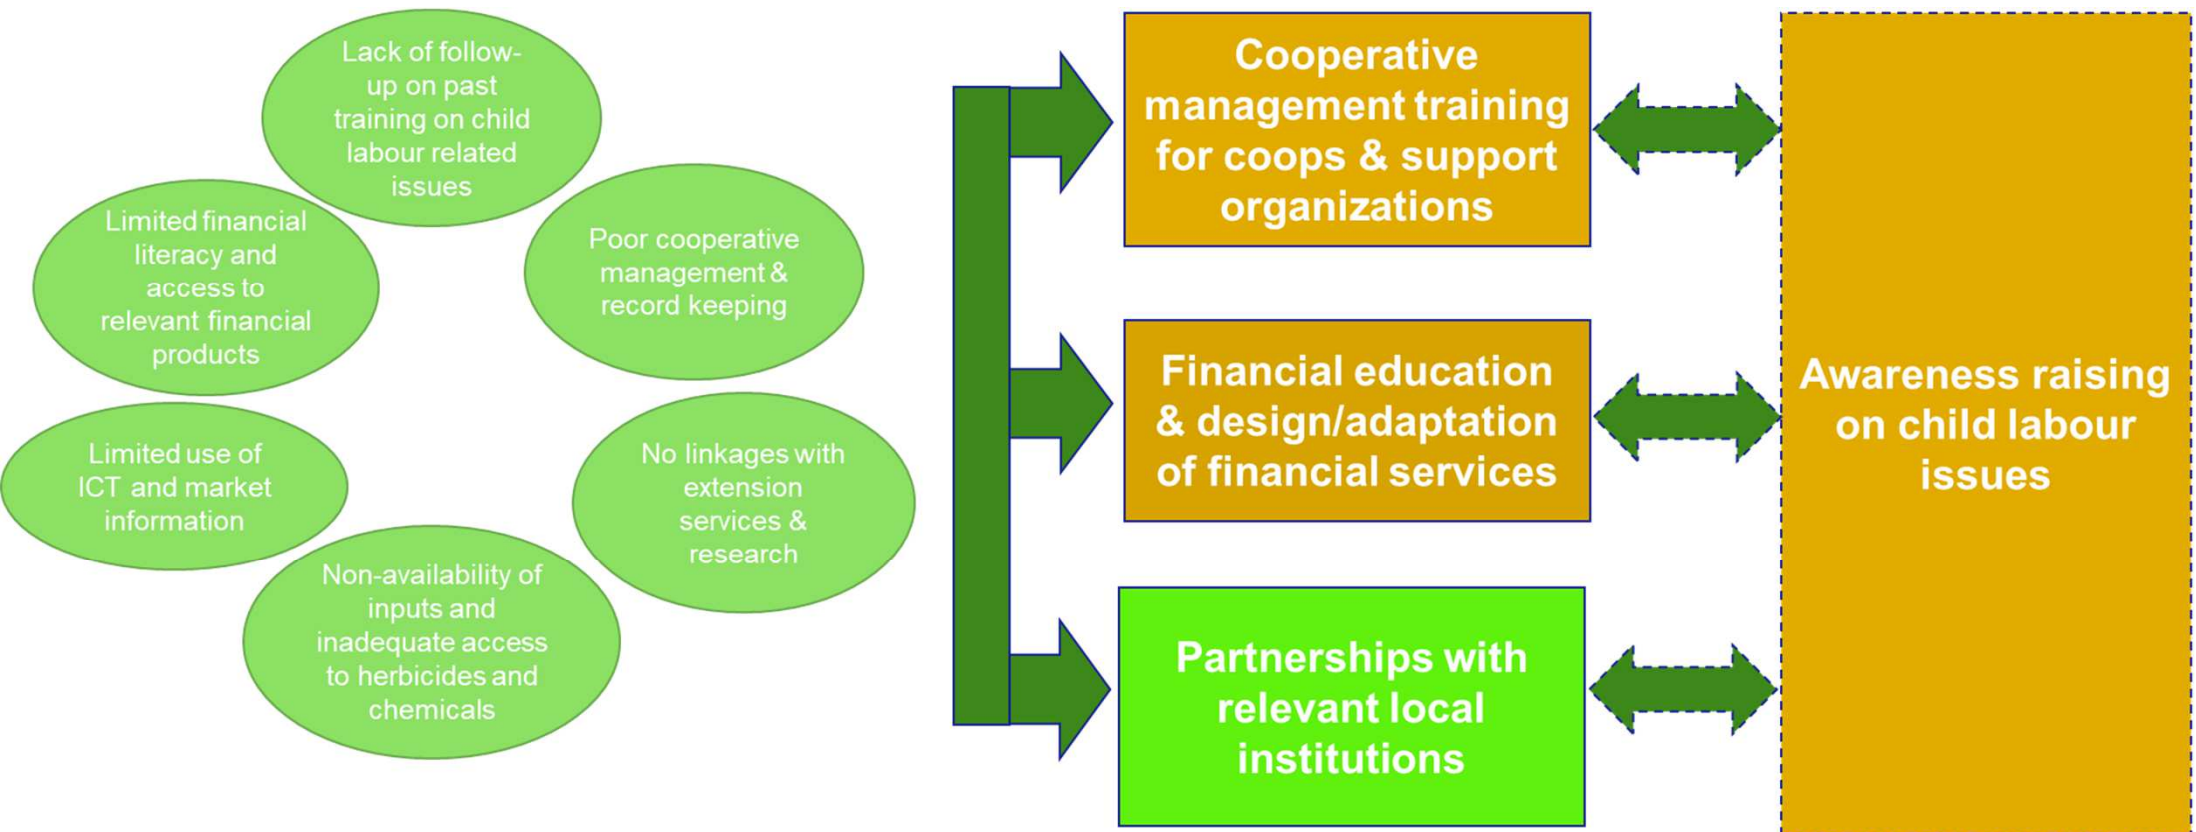 Lack of follow-
up on past
training on child
labour related
issues
Limited financial
literacy and
access to
relevant financial
products
Poor cooperative
management &
record keeping
Limited use of
ICT and market
information
No linkages with
extension
services &
research
Non-availability of
inputs and
inadequate access
to herbicides and
chemicals
Cooperative
management training
for coops & support
organizations
Financial education
& design/adaptation
of financial services
Partnerships with
relevant local
institutions
Awareness raising
on child labour
issues